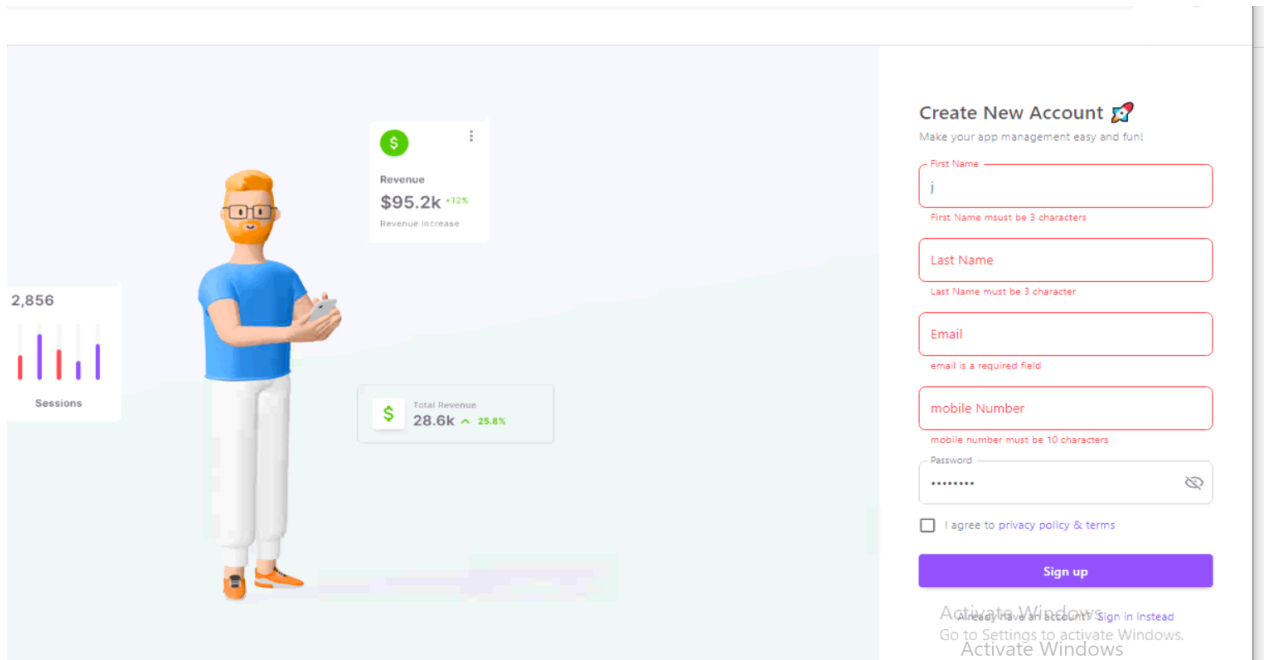 Create New Account 🚀
Make your app management easy and fun!
First Name
j
First Name msust be 3 characters
Last Name
Last Name must be 3 character
Email
email is a required field
mobile Number
mobile number must be 10 characters
Password
••••••••
I agree to privacy policy & terms
Sign up
Already have an account? Sign in instead
Activate Windows
Go to Settings to activate Windows.
Activate Windows
$
Revenue
$95.2k +12%
Revenue Increase
2,856
Sessions
$
Total Revenue
28.6k 25.8%